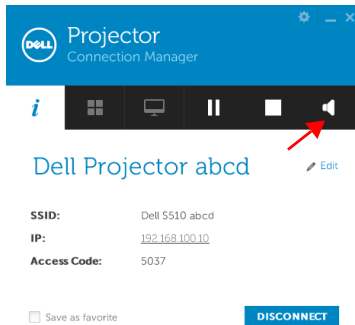 DELL
Projector
Connection Manager
i
Dell Projector abcd
Edit
SSID: Dell S510 abcd
IP: 192.168.100.10
Access Code: 5037
Save as favorite
DISCONNECT